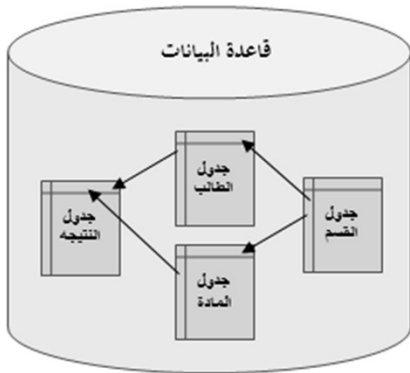 قاعدة البيانات
جدول
الطالب
جدول
القسم
جدول
النتيجه
جدول
المادة